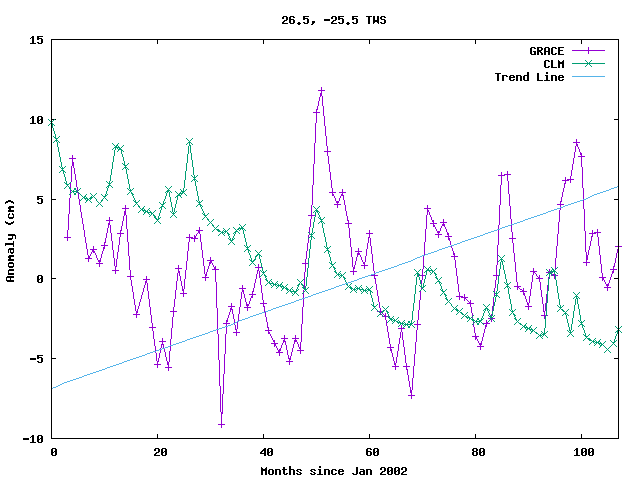 26.5, -25.5 TWS
GRACE
CLM
Trend Line
15
10
5
0
-5
-10
Anomaly (cm)
0 20 40 60 80 100
Months since Jan 2002